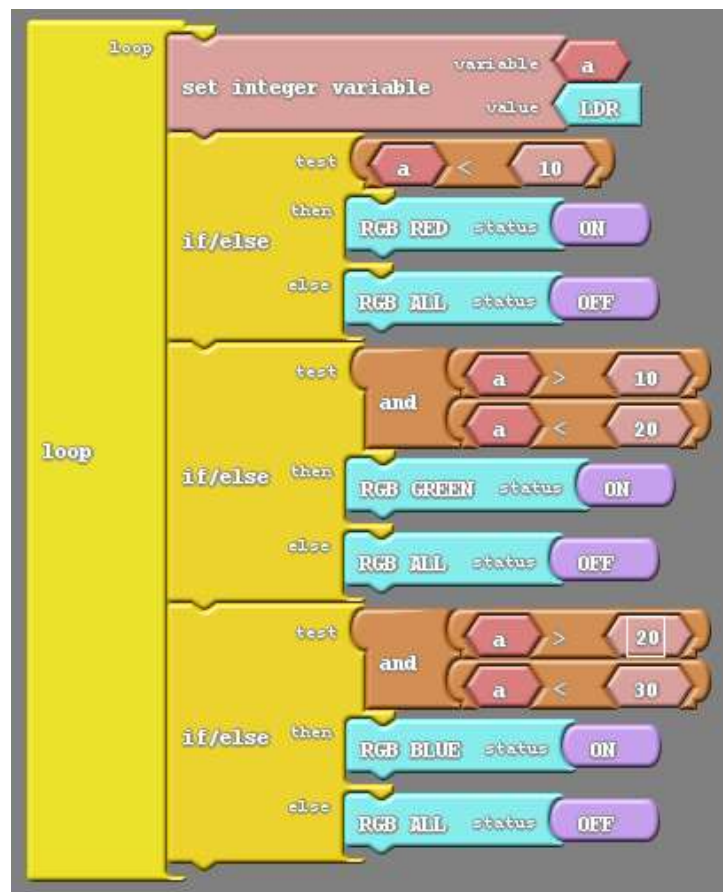 loop
variable a
set integer variable
value LDR
test a < 10
then RGB RED status ON
if/else
else RGB ALL status OFF
test a > 10
and
a < 20
loop
if/else then RGB GREEN status ON
else RGB ALL status OFF
test a > 20
and
a < 30
if/else then RGB BLUE status ON
else RGB ALL status OFF